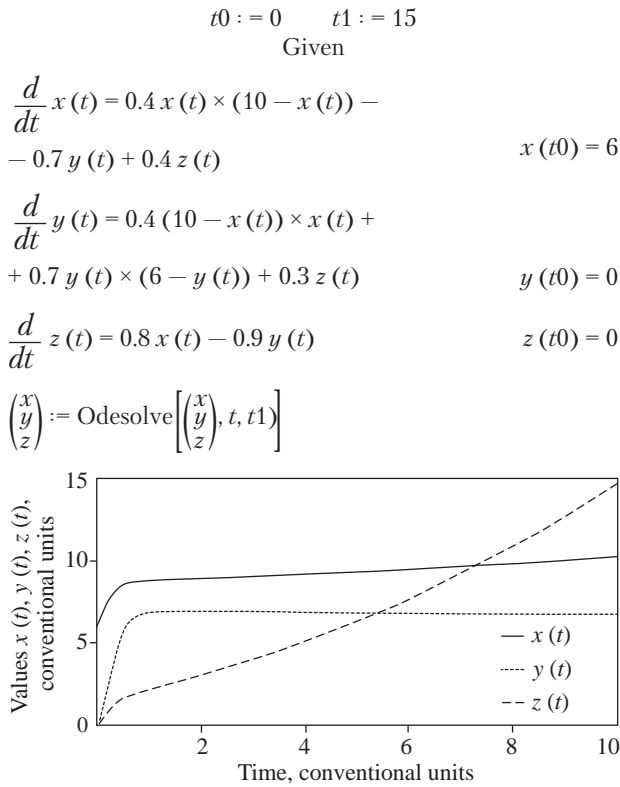 t0 := 0 t1 := 15
Given
d/dt x (t) = 0.4 x (t) × (10 – x (t)) –
– 0.7 y (t) + 0.4 z (t) x (t0) = 6
d/dt y (t) = 0.4 (10 – x (t)) × x (t) +
+ 0.7 y (t) × (6 – y (t)) + 0.3 z (t) y (t0) = 0
d/dt z (t) = 0.8 x (t) – 0.9 y (t) z (t0) = 0
(x y z) := Odesolve[(x y z), t, t1)]
Values x (t), y (t), z (t),
conventional units
15
10
5
0
x (t)
y (t)
z (t)
2 4 6 8 10
Time, conventional units